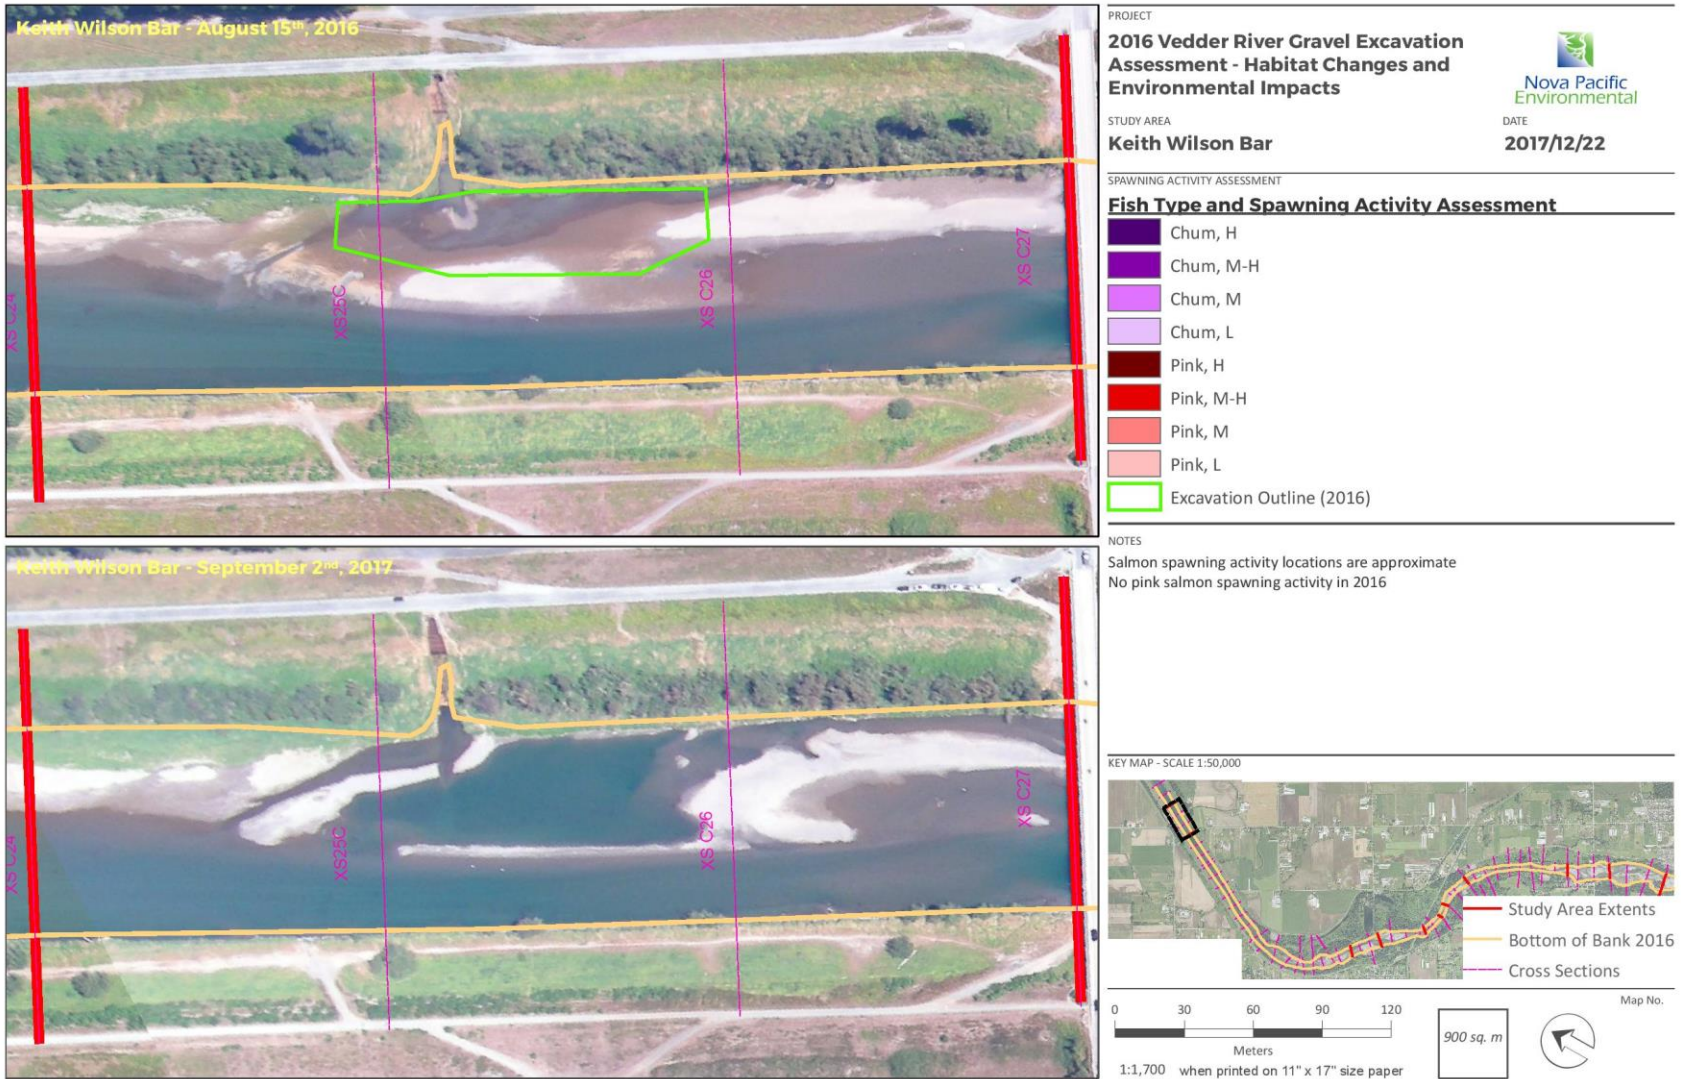 Keith Wilson Bar - August 15th, 2016
XS C24
XS25C
XS C26
XS C27
Keith Wilson Bar - September 2nd, 2017
XS C24
XS25C
XS C26
XS C27
PROJECT
2016 Vedder River Gravel Excavation
Assessment - Habitat Changes and
Environmental Impacts
Nova Pacific
Environmental
STUDY AREA
Keith Wilson Bar
DATE
2017/12/22
SPAWNING ACTIVITY ASSESSMENT
Fish Type and Spawning Activity Assessment
Chum, H
Chum, M-H
Chum, M
Chum, L
Pink, H
Pink, M-H
Pink, M
Pink, L
Excavation Outline (2016)
NOTES
Salmon spawning activity locations are approximate
No pink salmon spawning activity in 2016
KEY MAP - SCALE 1:50,000
Study Area Extents
Bottom of Bank 2016
Cross Sections
0 30 60 90 120
Meters
1:1,700 when printed on 11" x 17" size paper
900 sq. m
Map No.